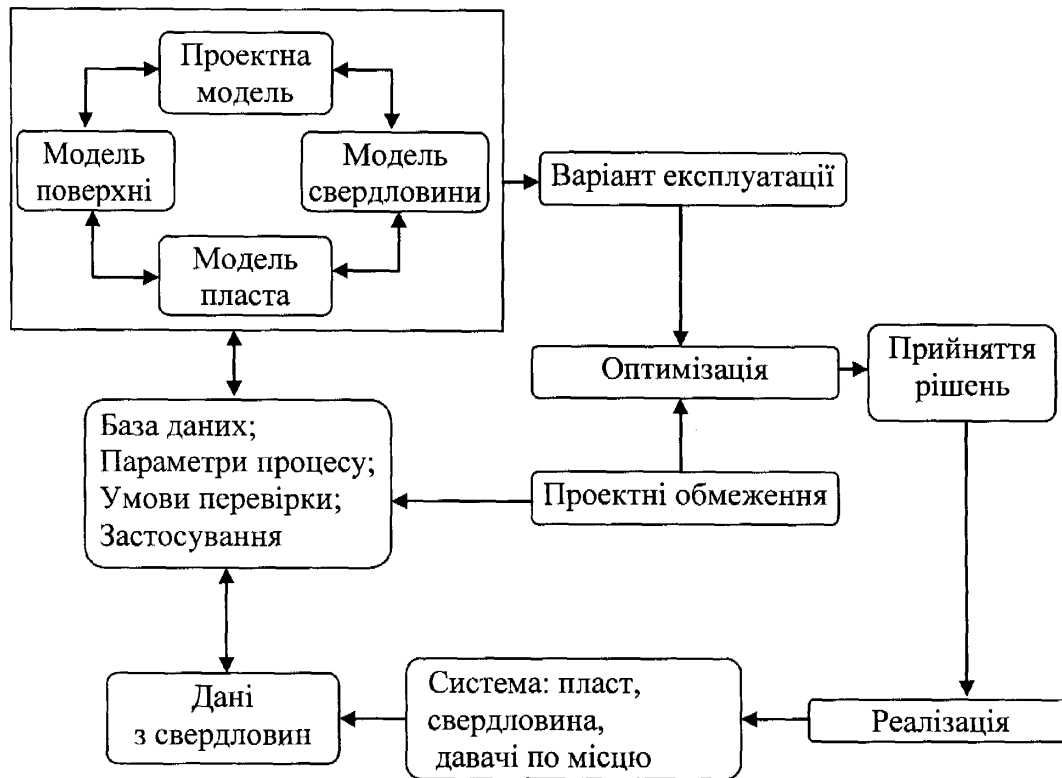 Проектна
модель
Модель
поверхні
Модель
свердловини
Модель
пласта
Варіант експлуатації
Оптимізація
Прийняття
рішень
База даних;
Параметри процесу;
Умови перевірки;
Застосування
Проектні обмеження
Дані
з свердловин
Система: пласт,
свердловина,
давачі по місцю
Реалізація